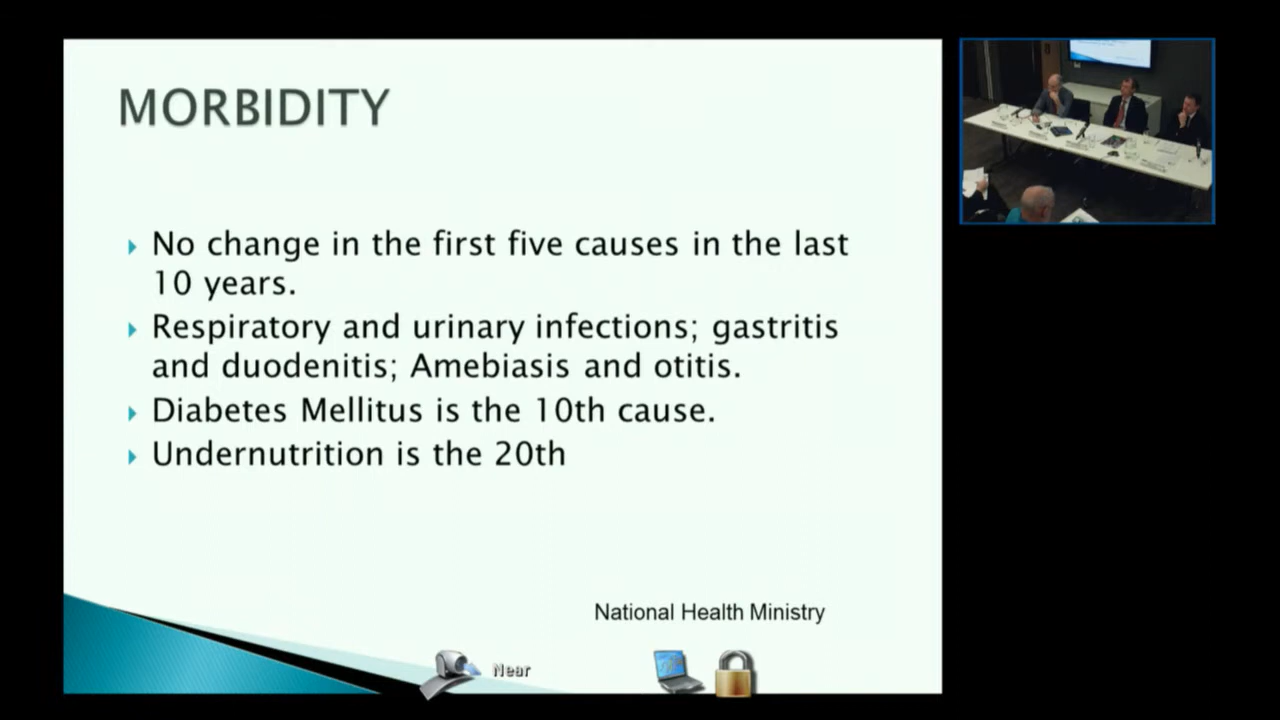 MORBIDITY
No change in the first five causes in the last
10 years.
Respiratory and urinary infections; gastritis
and duodenitis; Amebiasis and otitis.
Diabetes Mellitus is the 10th cause.
Undernutrition is the 20th
National Health Ministry
Near